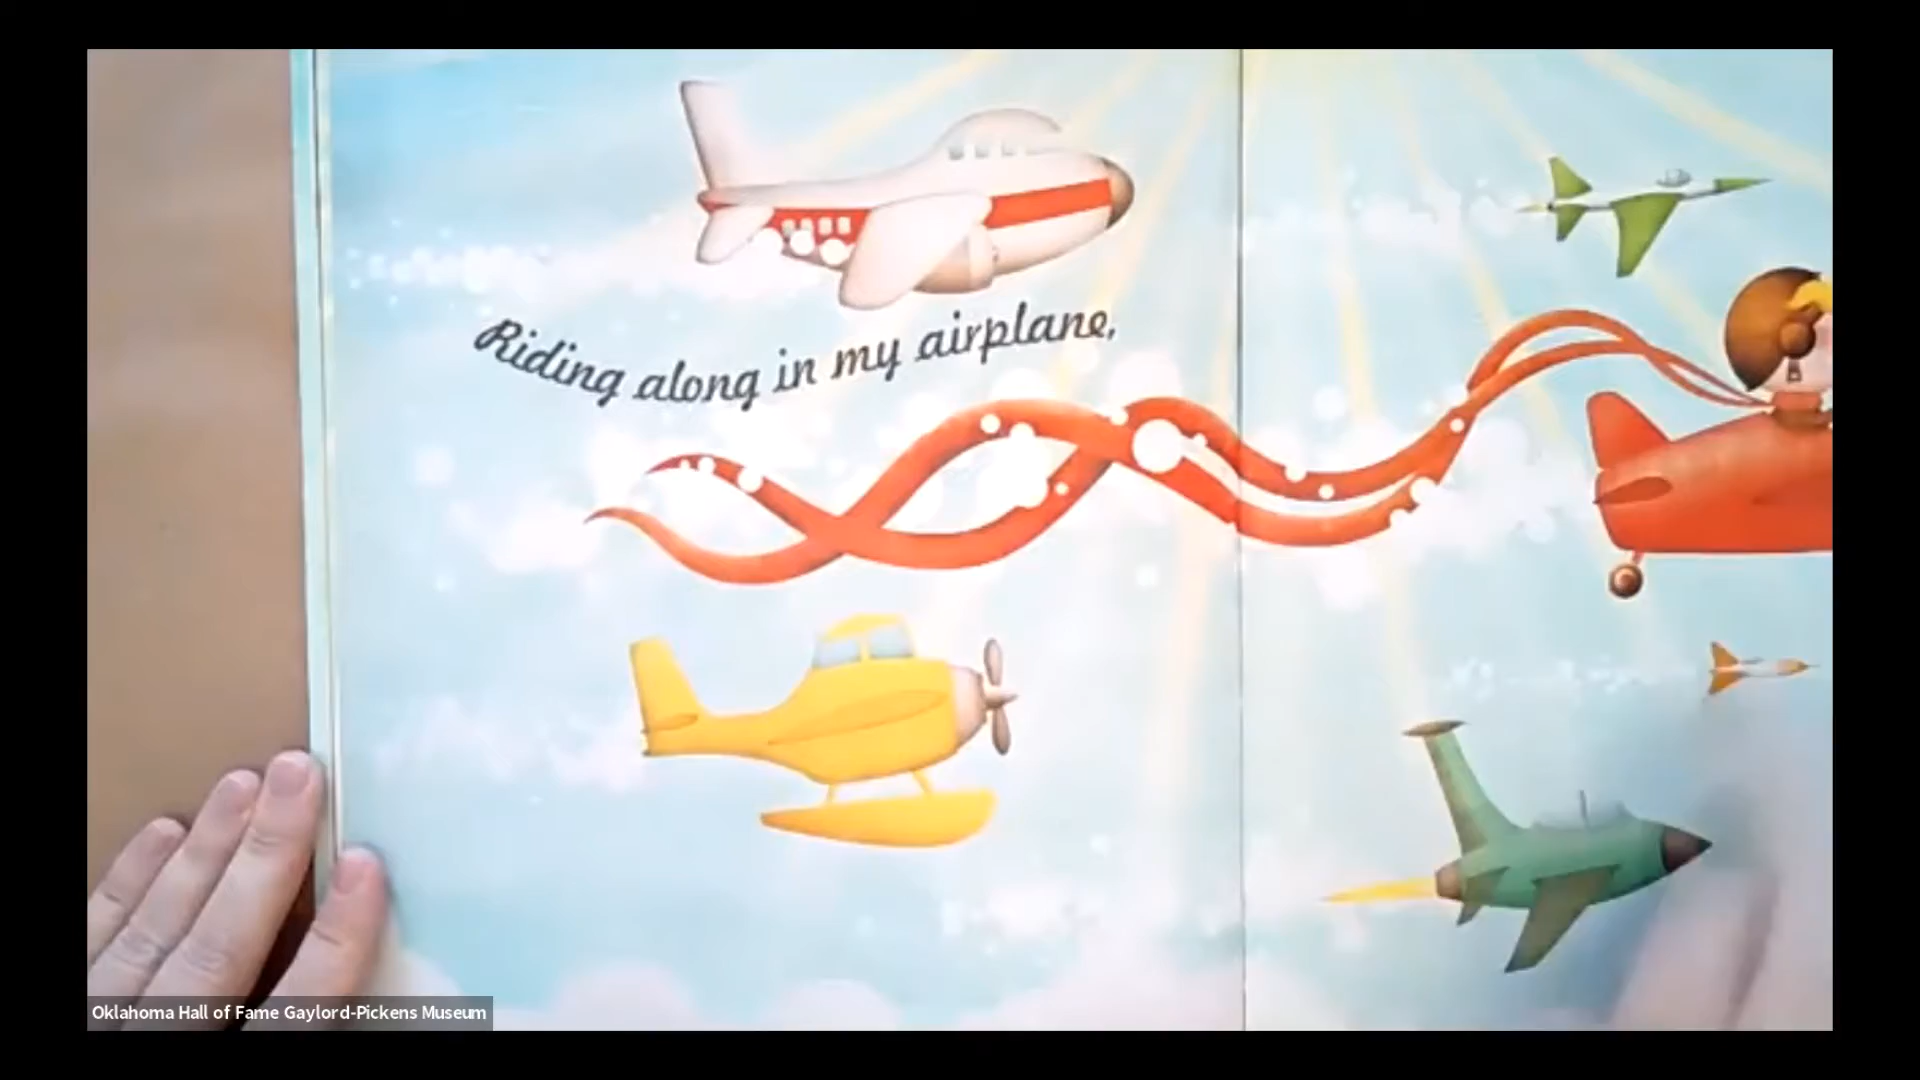 Riding along in my airplane,
Oklahoma Hall of Fame Gaylord-Pickens Museum